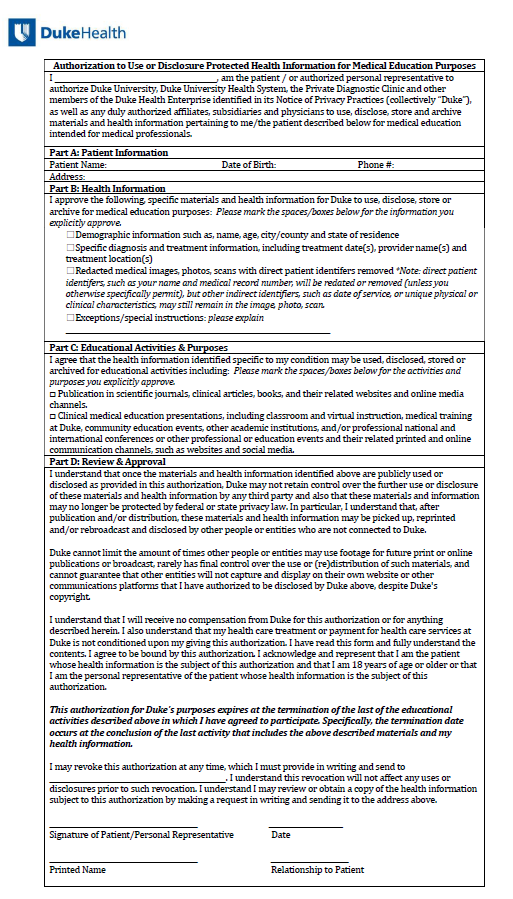 DukeHealth
Authorization to Use or Disclosure Protected Health Information for Medical Education Purposes
I ______________________________, am the patient / or authorized personal representative to
authorize Duke University, Duke University Health System, the Private Diagnostic Clinic and other
members of the Duke Health Enterprise identified in its Notice of Privacy Practices (collectively "Duke"),
as well as any duly authorized affiliates, subsidiaries and physicians to use, disclose, store and archive
materials and health information pertaining to me/the patient described below for medical education
intended for medical professionals.
Part A: Patient Information
Patient Name: Date of Birth: Phone #:
Address:
Part B: Health Information
I approve the following, specific materials and health information for Duke to use, disclose, store or
archive for medical education purposes: Please mark the spaces/boxes below for the information you
explicitly approve.
☐Demographic information such as, name, age, city/county and state of residence
☐Specific diagnosis and treatment information, including treatment date(s), provider name(s) and
treatment location(s)
☐Redacted medical images, photos, scans with direct patient identifers removed *Note: direct patient
identifers, such as your name and medical record number, will be redated or removed (unless you
otherwise specifically permit), but other indirect identifiers, such as date of service, or unique physical or
clinical characteristics, may still remain in the image, photo, scan.
☐Exceptions/special instructions: please explain
______________________________
Part C: Educational Activities & Purposes
I agree that the health information identified specific to my condition may be used, disclosed, stored or
archived for educational activities including: Please mark the spaces/boxes below for the activities and
purposes you explicitly approve.
□ Publication in scientific journals, clinical articles, books, and their related websites and online media
channels.
□ Clinical medical education presentations, including classroom and virtual instruction, medical training
at Duke, community education events, other academic institutions, and/or professional national and
international conferences or other professional or education events and their related printed and online
communication channels, such as websites and social media.
Part D: Review & Approval
I understand that once the materials and health information identified above are publicly used or
disclosed as provided in this authorization, Duke may not retain control over the further use or disclosure
of these materials and health information by any third party and also that these materials and information
may no longer be protected by federal or state privacy law. In particular, I understand that, after
publication and/or distribution, these materials and health information may be picked up, reprinted
and/or rebroadcast and disclosed by other people or entities who are not connected to Duke.
Duke cannot limit the amount of times other people or entities may use footage for future print or online
publications or broadcast, rarely has final control over the use or (re)distribution of such materials, and
cannot guarantee that other entities will not capture and display on their own website or other
communications platforms that I have authorized to be disclosed by Duke above, despite Duke's
copyright.
I understand that I will receive no compensation from Duke for this authorization or for anything
described herein. I also understand that my health care treatment or payment for health care services at
Duke is not conditioned upon my giving this authorization. I have read this form and fully understand the
contents. I agree to be bound by this authorization. I acknowledge and represent that I am the patient
whose health information is the subject of this authorization and that I am 18 years of age or older or that
I am the personal representative of the patient whose health information is the subject of this
authorization.
This authorization for Duke's purposes expires at the termination of the last of the educational
activities described above in which I have agreed to participate. Specifically, the termination date
occurs at the conclusion of the last activity that includes the above described materials and my
health information.
I may revoke this authorization at any time, which I must provide in writing and send to
______________________________. I understand this revocation will not affect any uses or
disclosures prior to such revocation. I understand I may review or obtain a copy of the health information
subject to this authorization by making a request in writing and sending it to the address above.
Signature of Patient/Personal Representative Date
Printed Name Relationship to Patient